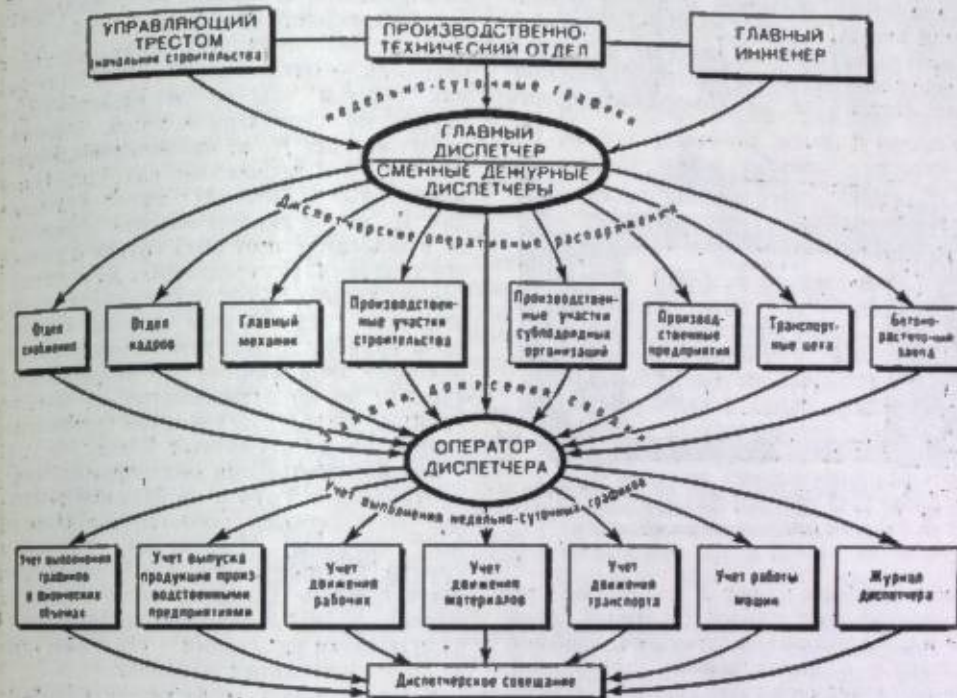 УПРАВЛЯЮЩИЙ
ТРЕСТОМ
начальник строительства
ПРОИЗВОДСТВЕННО-
ТЕХНИЧЕСКИЙ ОТДЕЛ
ГЛАВНЫЙ
ИНЖЕНЕР
недельно-суточные графики
ГЛАВНЫЙ
ДИСПЕТЧЕР
СМЕННЫЕ ДЕЖУРНЫЕ
ДИСПЕТЧЕРЫ
Диспетчерские оперативные распоряжения
Отдел
снабжения
Отдел
кадров
Главный
механик
Производствен-
ные участки
строительства
Производствен-
ные участки
субподрядных
организаций
Производ-
ственные
предприятия
Транспорт-
ные цеха
Бетоно-
растворный
завод
Заявки, донесения, сводки
ОПЕРАТОР
ДИСПЕТЧЕРА
Учет выполнения недельно-суточных графиков
Учет выполнения
графиков
в физических
объемах
Учет выпуска
продукции произ-
водственными
предприятиями
Учет
движения
рабочих
Учет
движения
материалов
Учет
движения
транспорта
Учет работы
машин
Журнал
диспетчера
Диспетчерское совещание